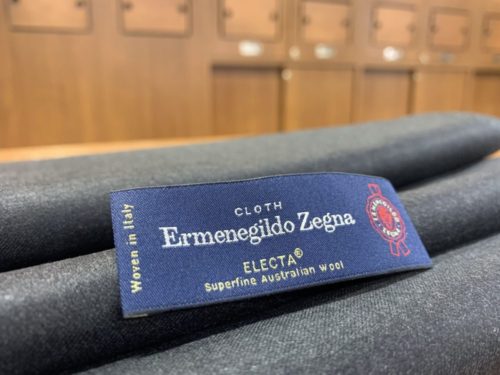 Woven in Italy
CLOTH
Ermenegildo Zegna
ELECTA®
Superfine Australian Wool